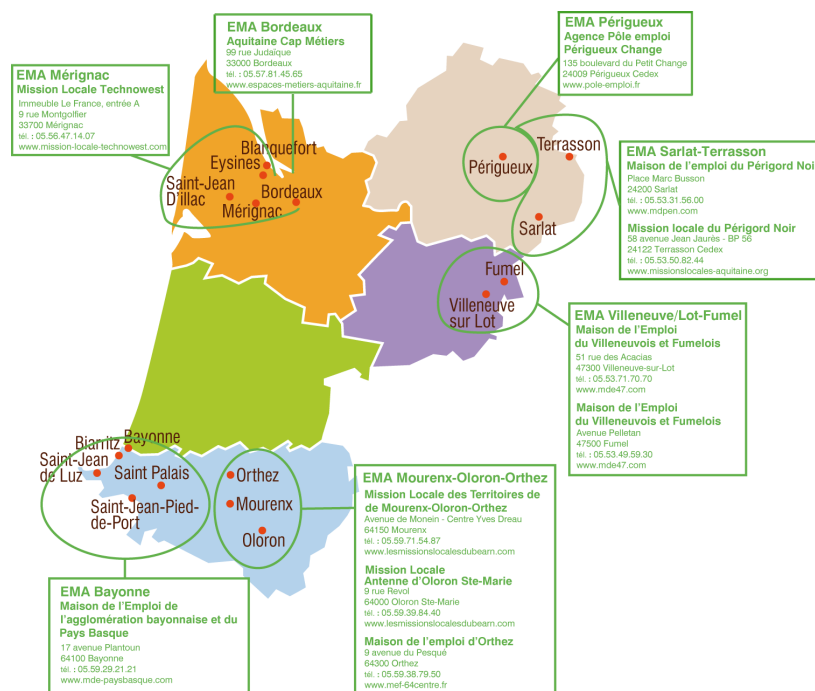 EMA Bordeaux
Aquitaine Cap Métiers
99 rue Judaïque
33000 Bordeaux
tél. : 05.57.81.45.65
www.espaces-metiers-aquitaine.fr
EMA Périgueux
Agence Pôle emploi
Périgueux Change
135 boulevard du Petit Change
24009 Périgueux Cedex
www.pole-emploi.fr
EMA Mérignac
Mission Locale Technowest
Immeuble Le France, entrée A
9 rue Montgolfier
33700 Mérignac
tél. : 05.56.47.14.07
www.mission-locale-technowest.com
Blanquefort
Eysines
Saint-Jean
D'illac
Bordeaux
Mérignac
Terrasson
Périgueux
Sarlat
EMA Sarlat-Terrasson
Maison de l'emploi du Périgord Noir
Place Marc Busson
24200 Sarlat
tél. : 05.53.31.56.00
www.mdpen.com
Mission locale du Périgord Noir
58 avenue Jean Jaurès - BP 56
24122 Terrasson Cedex
tél. : 05.53.50.82.44
www.missionslocales-aquitaine.org
Fumel
Villeneuve
sur Lot
EMA Villeneuve/Lot-Fumel
Maison de l'Emploi
du Villeneuvois et Fumelois
51 rue des Acacias
47300 Villeneuve-sur-Lot
tél. : 05.53.71.70.70
www.mde47.com
Maison de l'Emploi
du Villeneuvois et Fumelois
Avenue Pelletan
47500 Fumel
tél. : 05.53.49.59.30
www.mde47.com
Biarritz
Bayonne
Saint-Jean
de Luz
Saint Palais
Saint-Jean-Pied-
de-Port
Orthez
Mourenx
Oloron
EMA Mourenx-Oloron-Orthez
Mission Locale des Territoires de
de Mourenx-Oloron-Orthez
Avenue de Monein - Centre Yves Dreau
64150 Mourenx
tél. : 05.59.71.54.87
www.lesmissionslocalesdubearn.com
Mission Locale
Antenne d'Oloron Ste-Marie
9 rue Revol
64000 Oloron Ste-Marie
tél. : 05.59.39.84.40
www.lesmissionslocalesdubearn.com
Maison de l'emploi d'Orthez
9 avenue du Pesqué
64300 Orthez
tél. : 05.59.38.79.50
www.mef-64centre.fr
EMA Bayonne
Maison de l'Emploi de
l'agglomération bayonnaise et du
Pays Basque
17 avenue Plantoun
64100 Bayonne
tél. : 05.59.29.21.21
www.mde-paysbasque.com